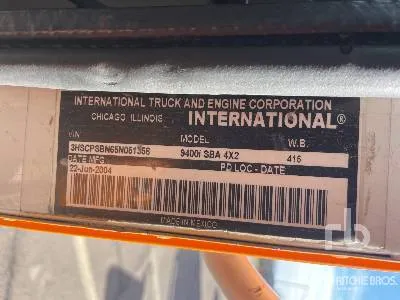 INTERNATIONAL TRUCK AND ENGINE CORPORATION
CHICAGO, ILLINOIS INTERNATIONAL®
VIN MODEL W.B.
3HSCPSBN65N051356 9400i SBA 4X2 416
DATE MFG PD LOC - DATE
22-Jun-2004
MADE IN MEXICO
rb
RITCHIE BROS